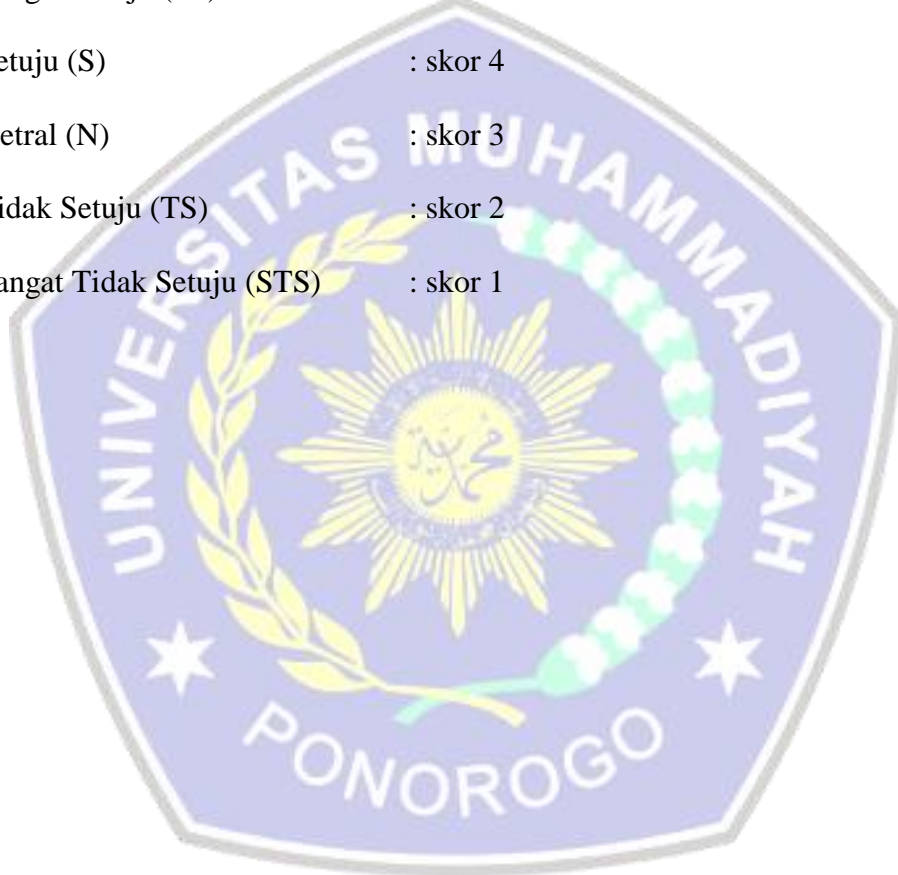 etuju (S) : skor 4
etral (N) : skor 3
idak Setuju (TS) : skor 2
angat Tidak Setuju (STS) : skor 1
UNIVERSITAS MUHAMMADIYAH
محمد
PONOROGO